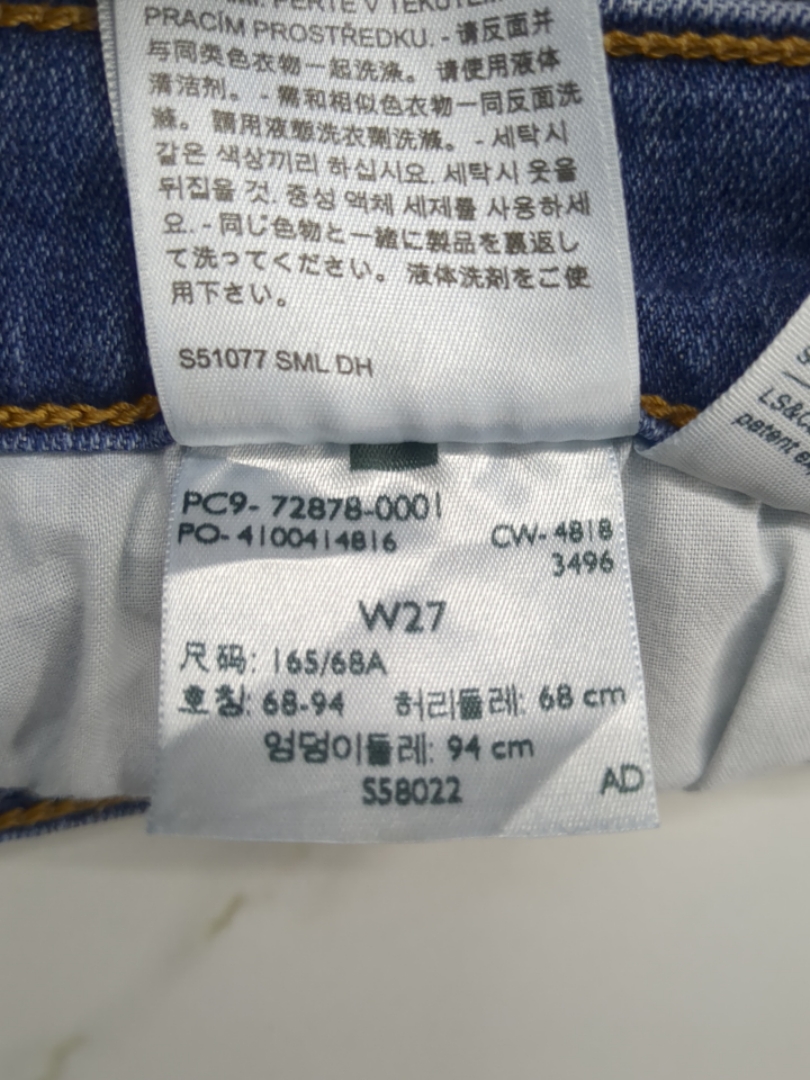 PERTE V TEKUTÉM
PRACÍM PROSTŘEDKU. - 请反面并
与同类色衣物一起洗涤。 请使用液体
清洁剂。 - 需和相似色衣物一同反面洗
滌。 請用液態洗衣劑洗滌。 - 세탁시
같은 색상끼리 하십시요. 세탁시 옷을
뒤집을 것. 중성 액체 세제를 사용하세
요. - 同じ色物と一緒に製品を裏返し
て洗ってください。 液体洗剤をご使
用下さい。
S51077 SML DH
LS&C
patent
PC9- 72878-0001
PO- 4100414816 CW- 4818
3496
W27
尺码: 165/68A
호칭: 68-94 허리둘레: 68 cm
엉덩이둘레: 94 cm
S58022 AD